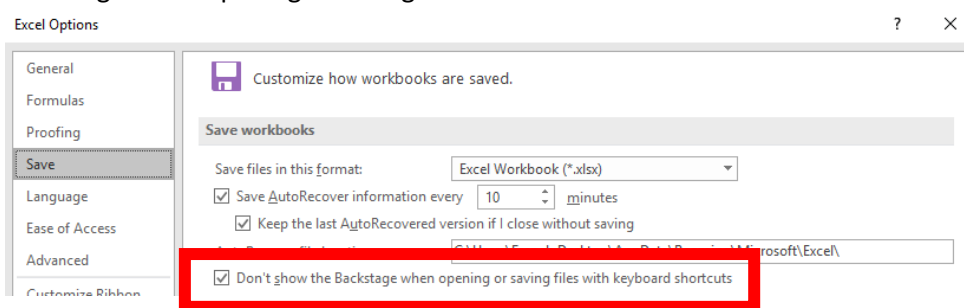 Excel Options ? ×
General
Formulas
Proofing
Save
Language
Ease of Access
Advanced
Customize Ribbon
Customize how workbooks are saved.
Save workbooks
Save files in this format: Excel Workbook (*.xlsx)
Save AutoRecover information every 10 minutes
Keep the last AutoRecovered version if I close without saving
\Microsoft\Excel\
Don't show the Backstage when opening or saving files with keyboard shortcuts